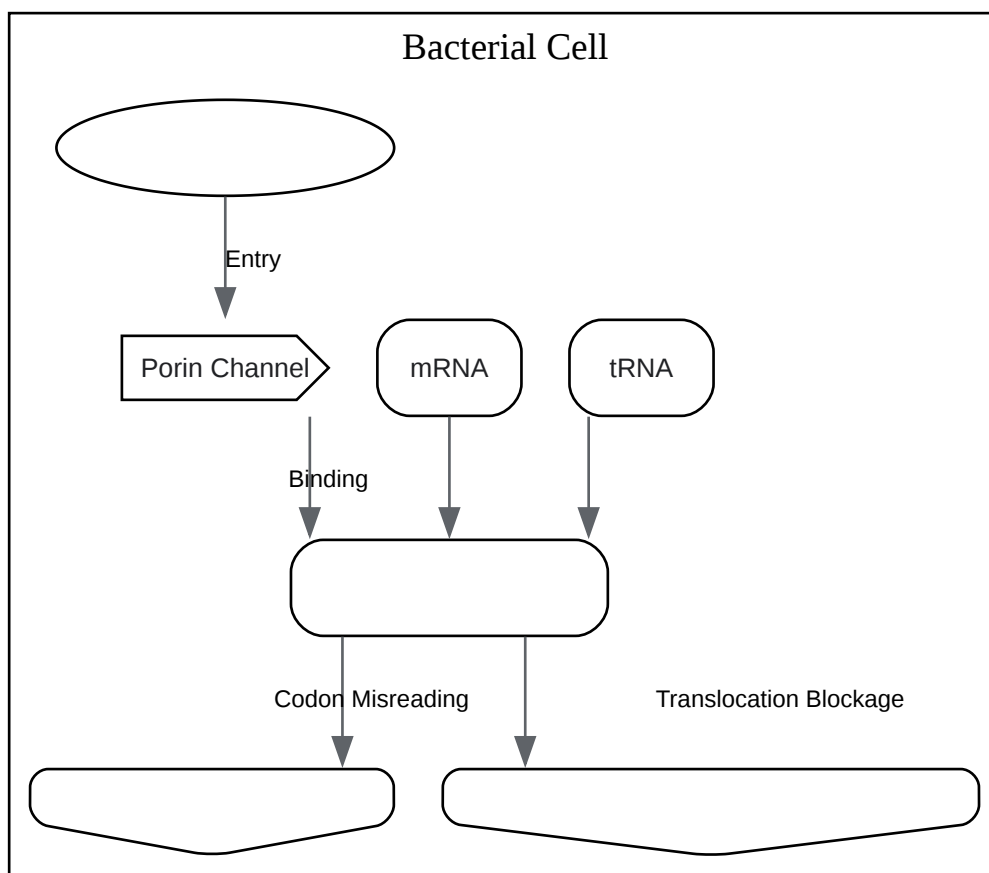 Bacterial Cell
Entry
Porin Channel
mRNA
tRNA
Binding
Codon Misreading
Translocation Blockage